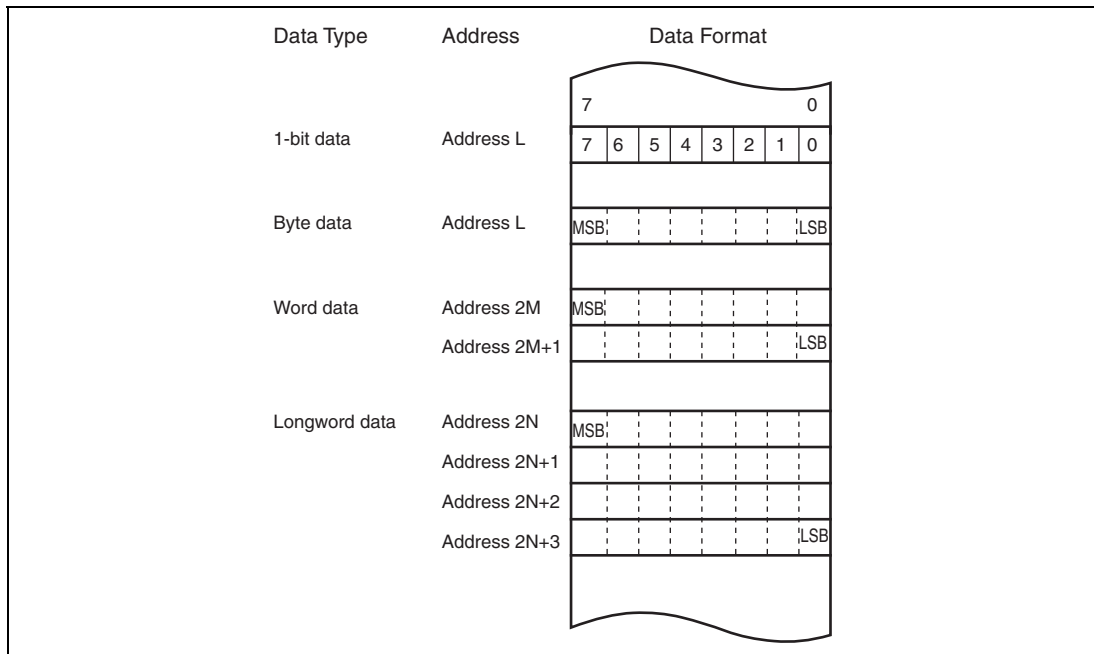 Data Type Address Data Format
7 0
1-bit data Address L 7 6 5 4 3 2 1 0
Byte data Address L MSB LSB
Word data Address 2M MSB
Address 2M+1 LSB
Longword data Address 2N MSB
Address 2N+1
Address 2N+2
Address 2N+3 LSB